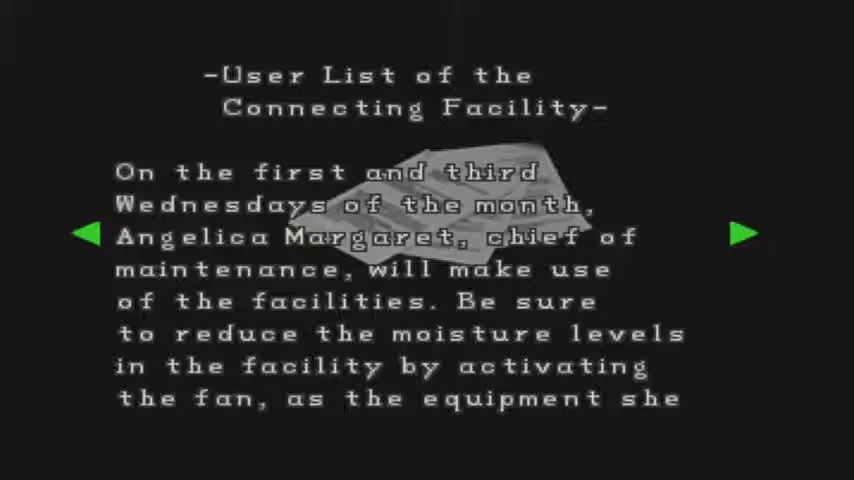 -User List of the
Connecting Facility-
On the first and third
Wednesdays of the month,
Angelica Margaret, chief of
maintenance, will make use
of the facilities. Be sure
to reduce the moisture levels
in the facility by activating
the fan, as the equipment she